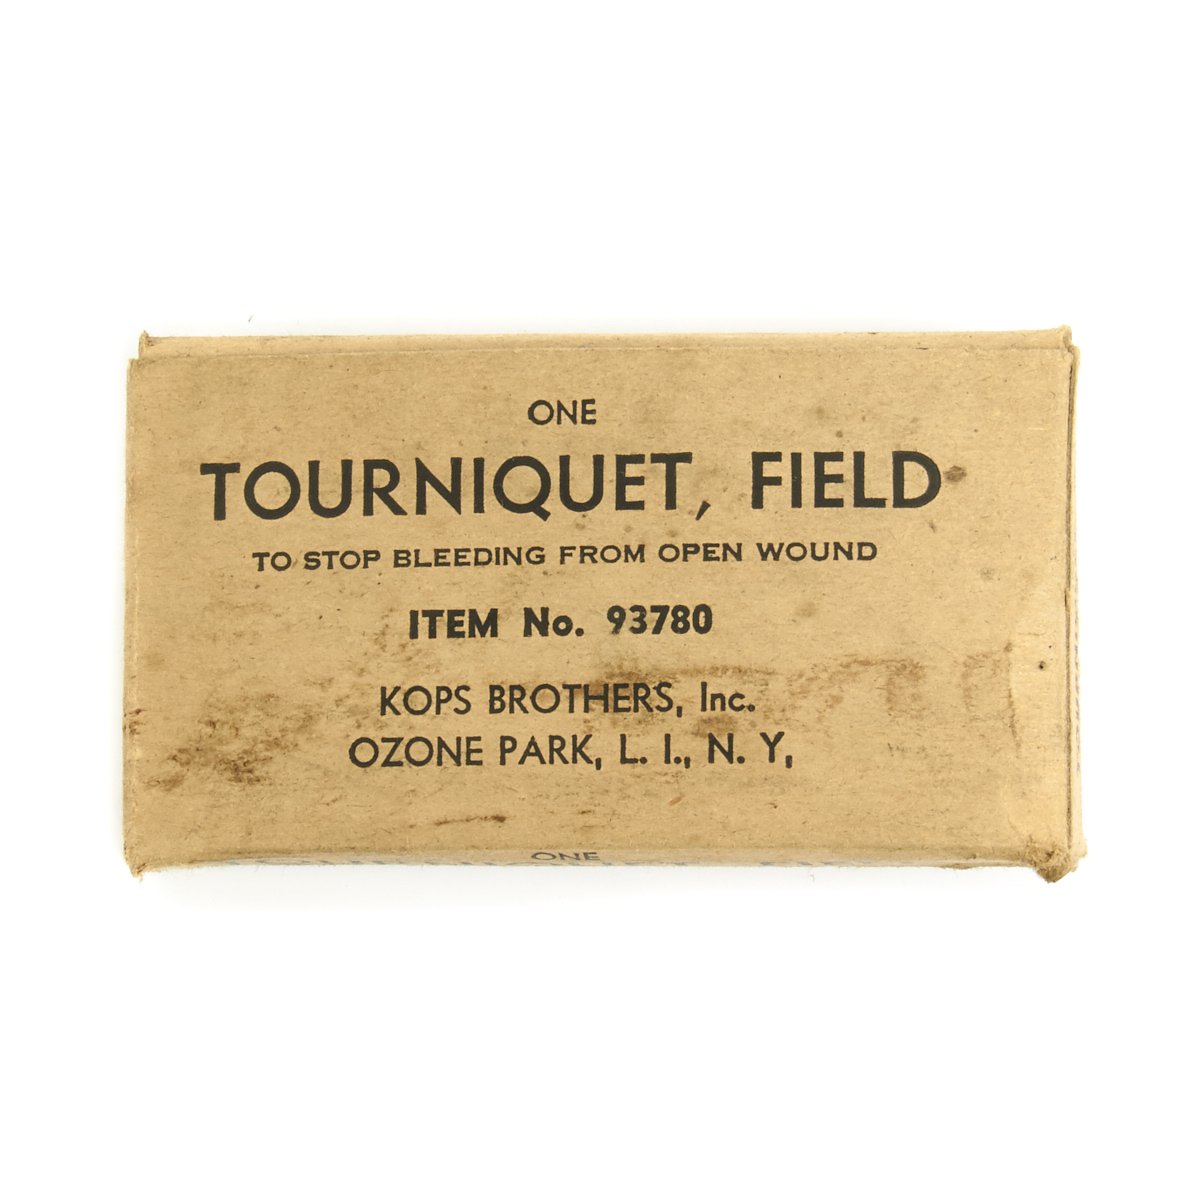 ONE
TOURNIQUET, FIELD
TO STOP BLEEDING FROM OPEN WOUND
ITEM No. 93780
KOPS BROTHERS, Inc.
OZONE PARK, L. I., N. Y,
ONE